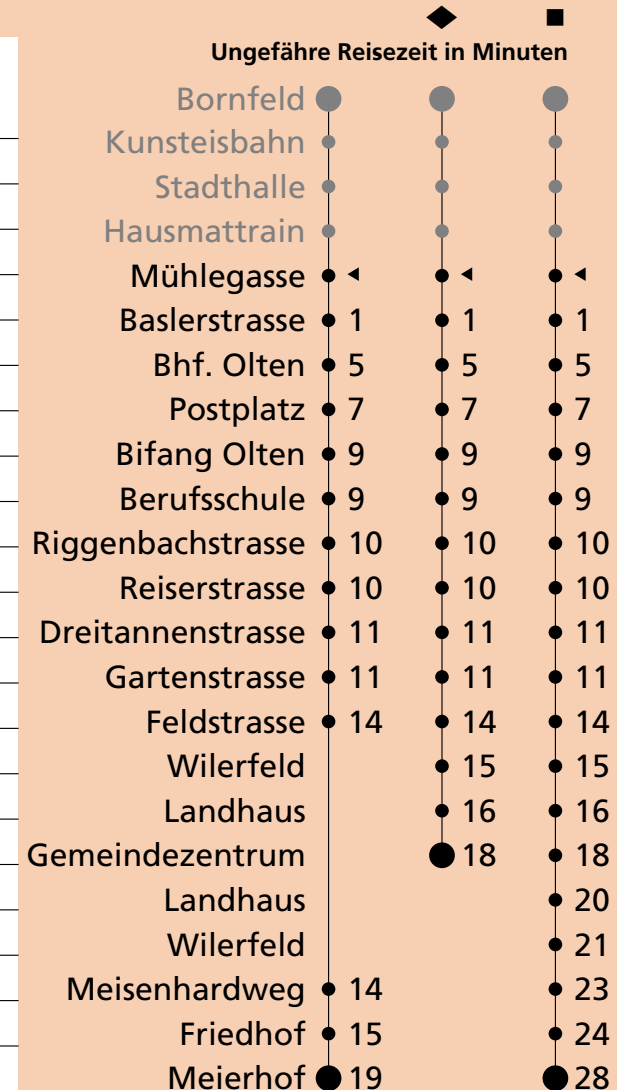 Ungefähre Reisezeit in Minuten
Bornfeld
Kunsteisbahn
Stadthalle
Hausmattrain
Mühlegasse
Baslerstrasse 1 1 1
Bhf. Olten 5 5 5
Postplatz 7 7 7
Bifang Olten 9 9 9
Berufsschule 9 9 9
Riggenbachstrasse 10 10 10
Reiserstrasse 10 10 10
Dreitannenstrasse 11 11 11
Gartenstrasse 11 11 11
Feldstrasse 14 14 14
Wilerfeld 15 15
Landhaus 16 16
Gemeindezentrum 18 18
Landhaus 20
Wilerfeld 21
Meisenhardweg 14 23
Friedhof 15 24
Meierhof 19 28